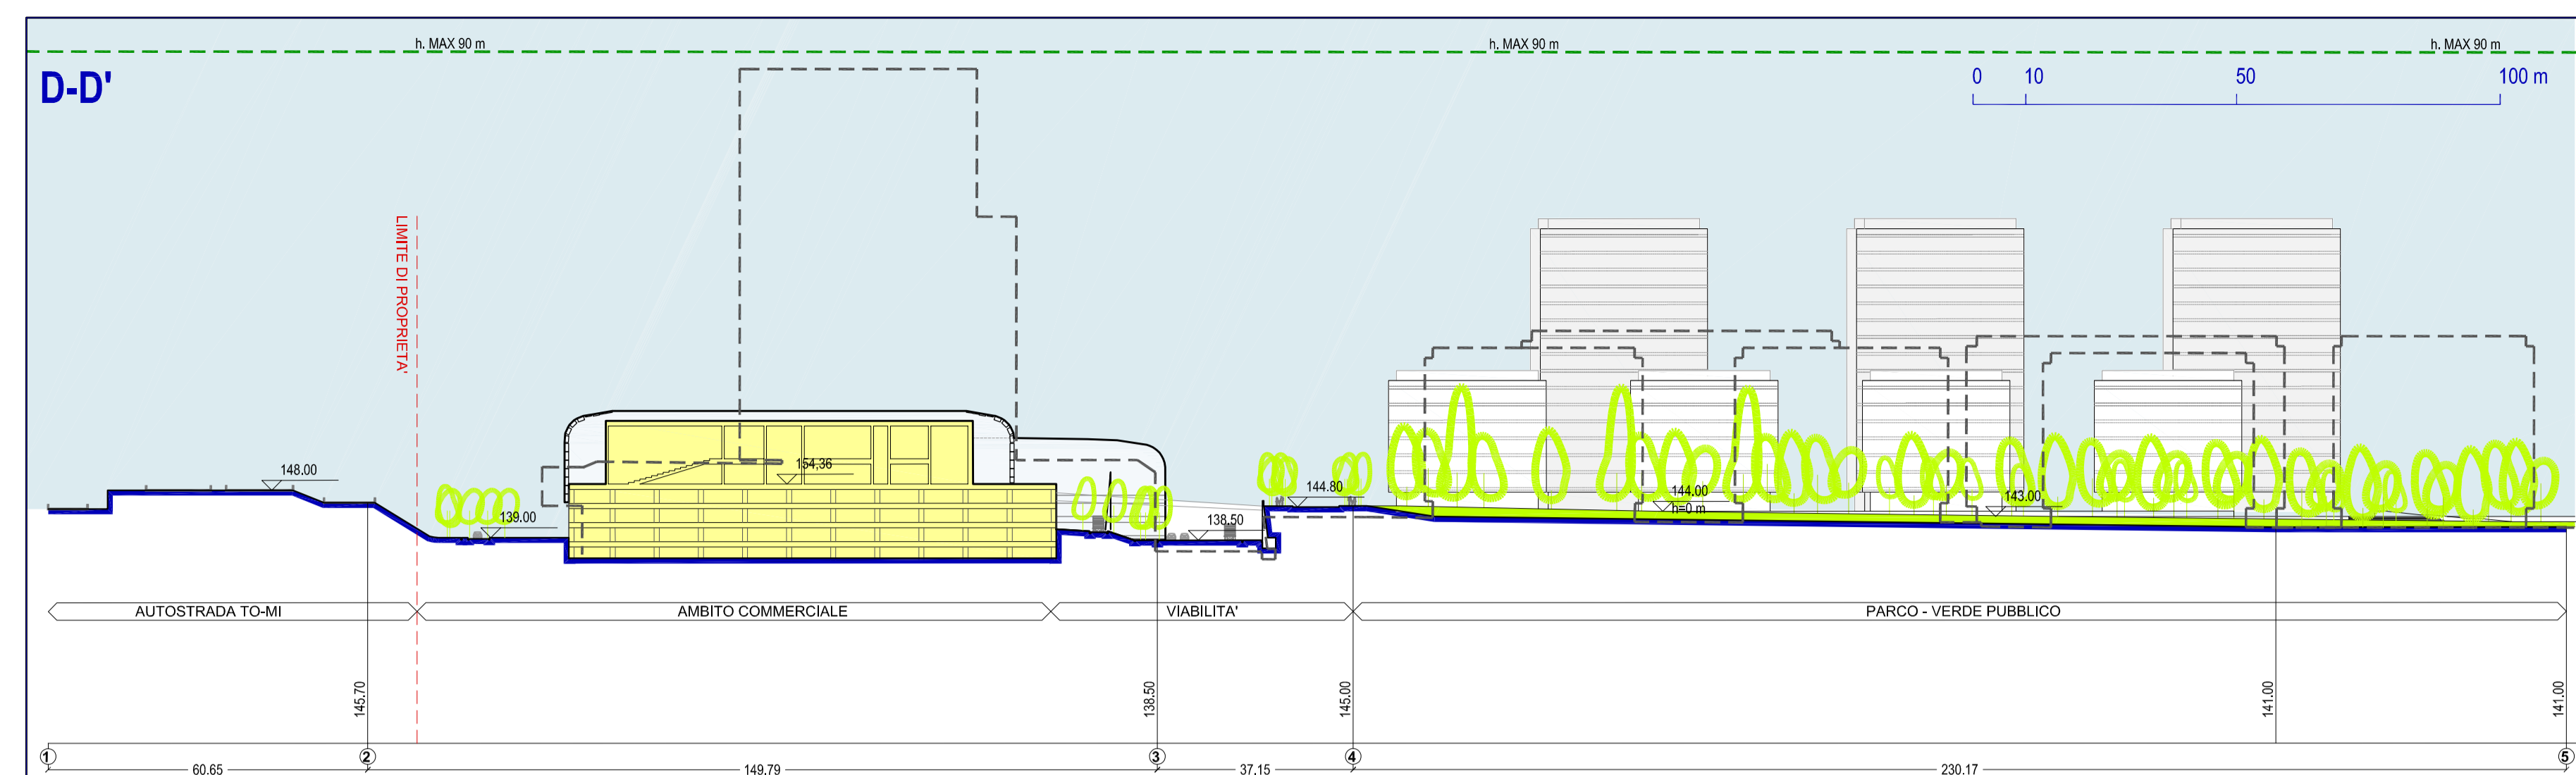 h. MAX 90 m
h. MAX 90 m
h. MAX 90 m
D-D'
0 10 50 100 m
LIMITE DI PROPRIETA'
148.00
139.00
154,36
138.50
144.80
144.00
h=0 m
143.00
AUTOSTRADA TO-MI
AMBITO COMMERCIALE
VIABILITA'
PARCO - VERDE PUBBLICO
145.70
138.50
145.00
141.00
141.00
1
2
3
4
5
60.65
149.79
37.15
230.17